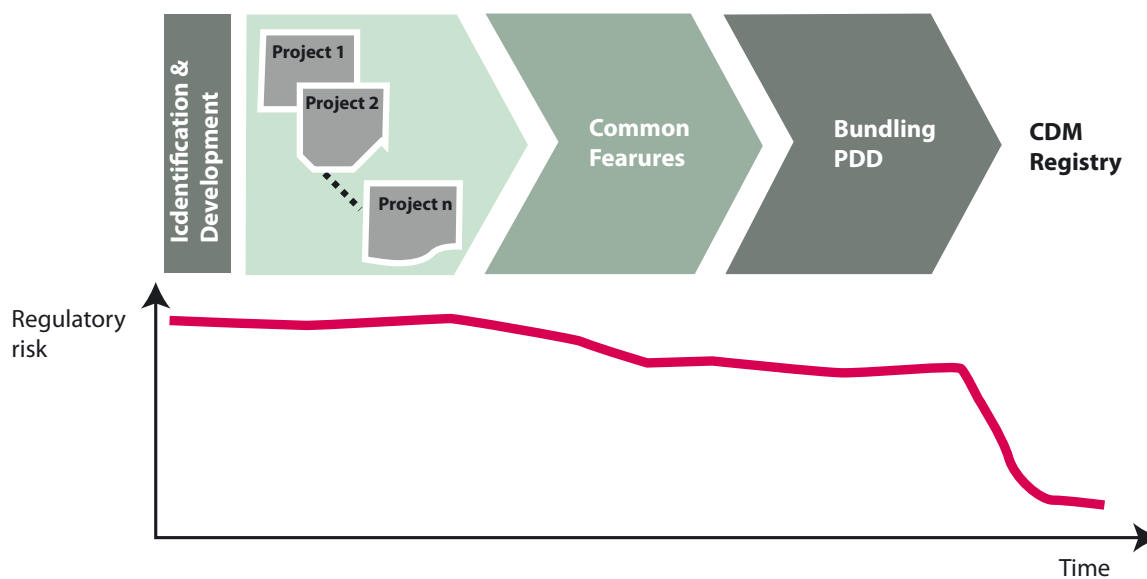 Icdentification &
Development
Project 1
Project 2
Project n
Common
Fearures
Bundling
PDD
CDM
Registry
Regulatory
risk
Time